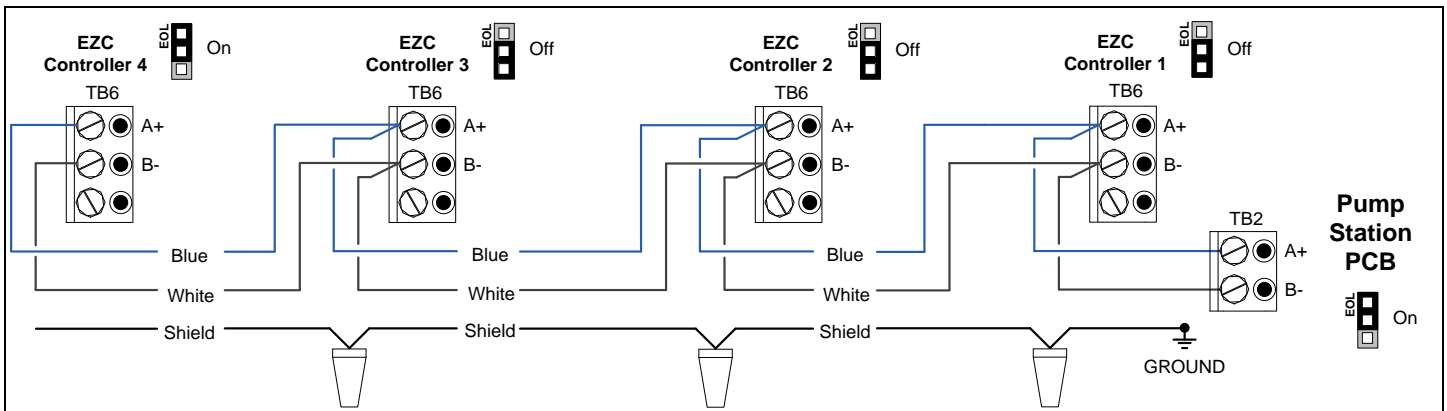 EZC
Controller 4
EOL
On
TB6
A+
B-
EZC
Controller 3
EOL
Off
TB6
A+
B-
EZC
Controller 2
EOL
Off
TB6
A+
B-
EZC
Controller 1
EOL
Off
TB6
A+
B-
Pump
Station
PCB
TB2
A+
B-
EOL
On
Blue
Blue
Blue
White
White
White
Shield
Shield
Shield
GROUND